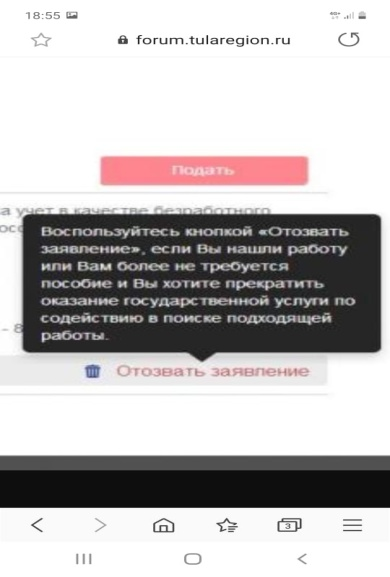 18:55
forum.tularegion.ru
Подать
а учет в качестве безработного
Воспользуйтесь кнопкой «Отозвать
заявление», если Вы нашли работу
или Вам более не требуется
пособие и Вы хотите прекратить
оказание государственной услуги по
содействию в поиске подходящей
работы.
- 8
Отозвать заявление
3